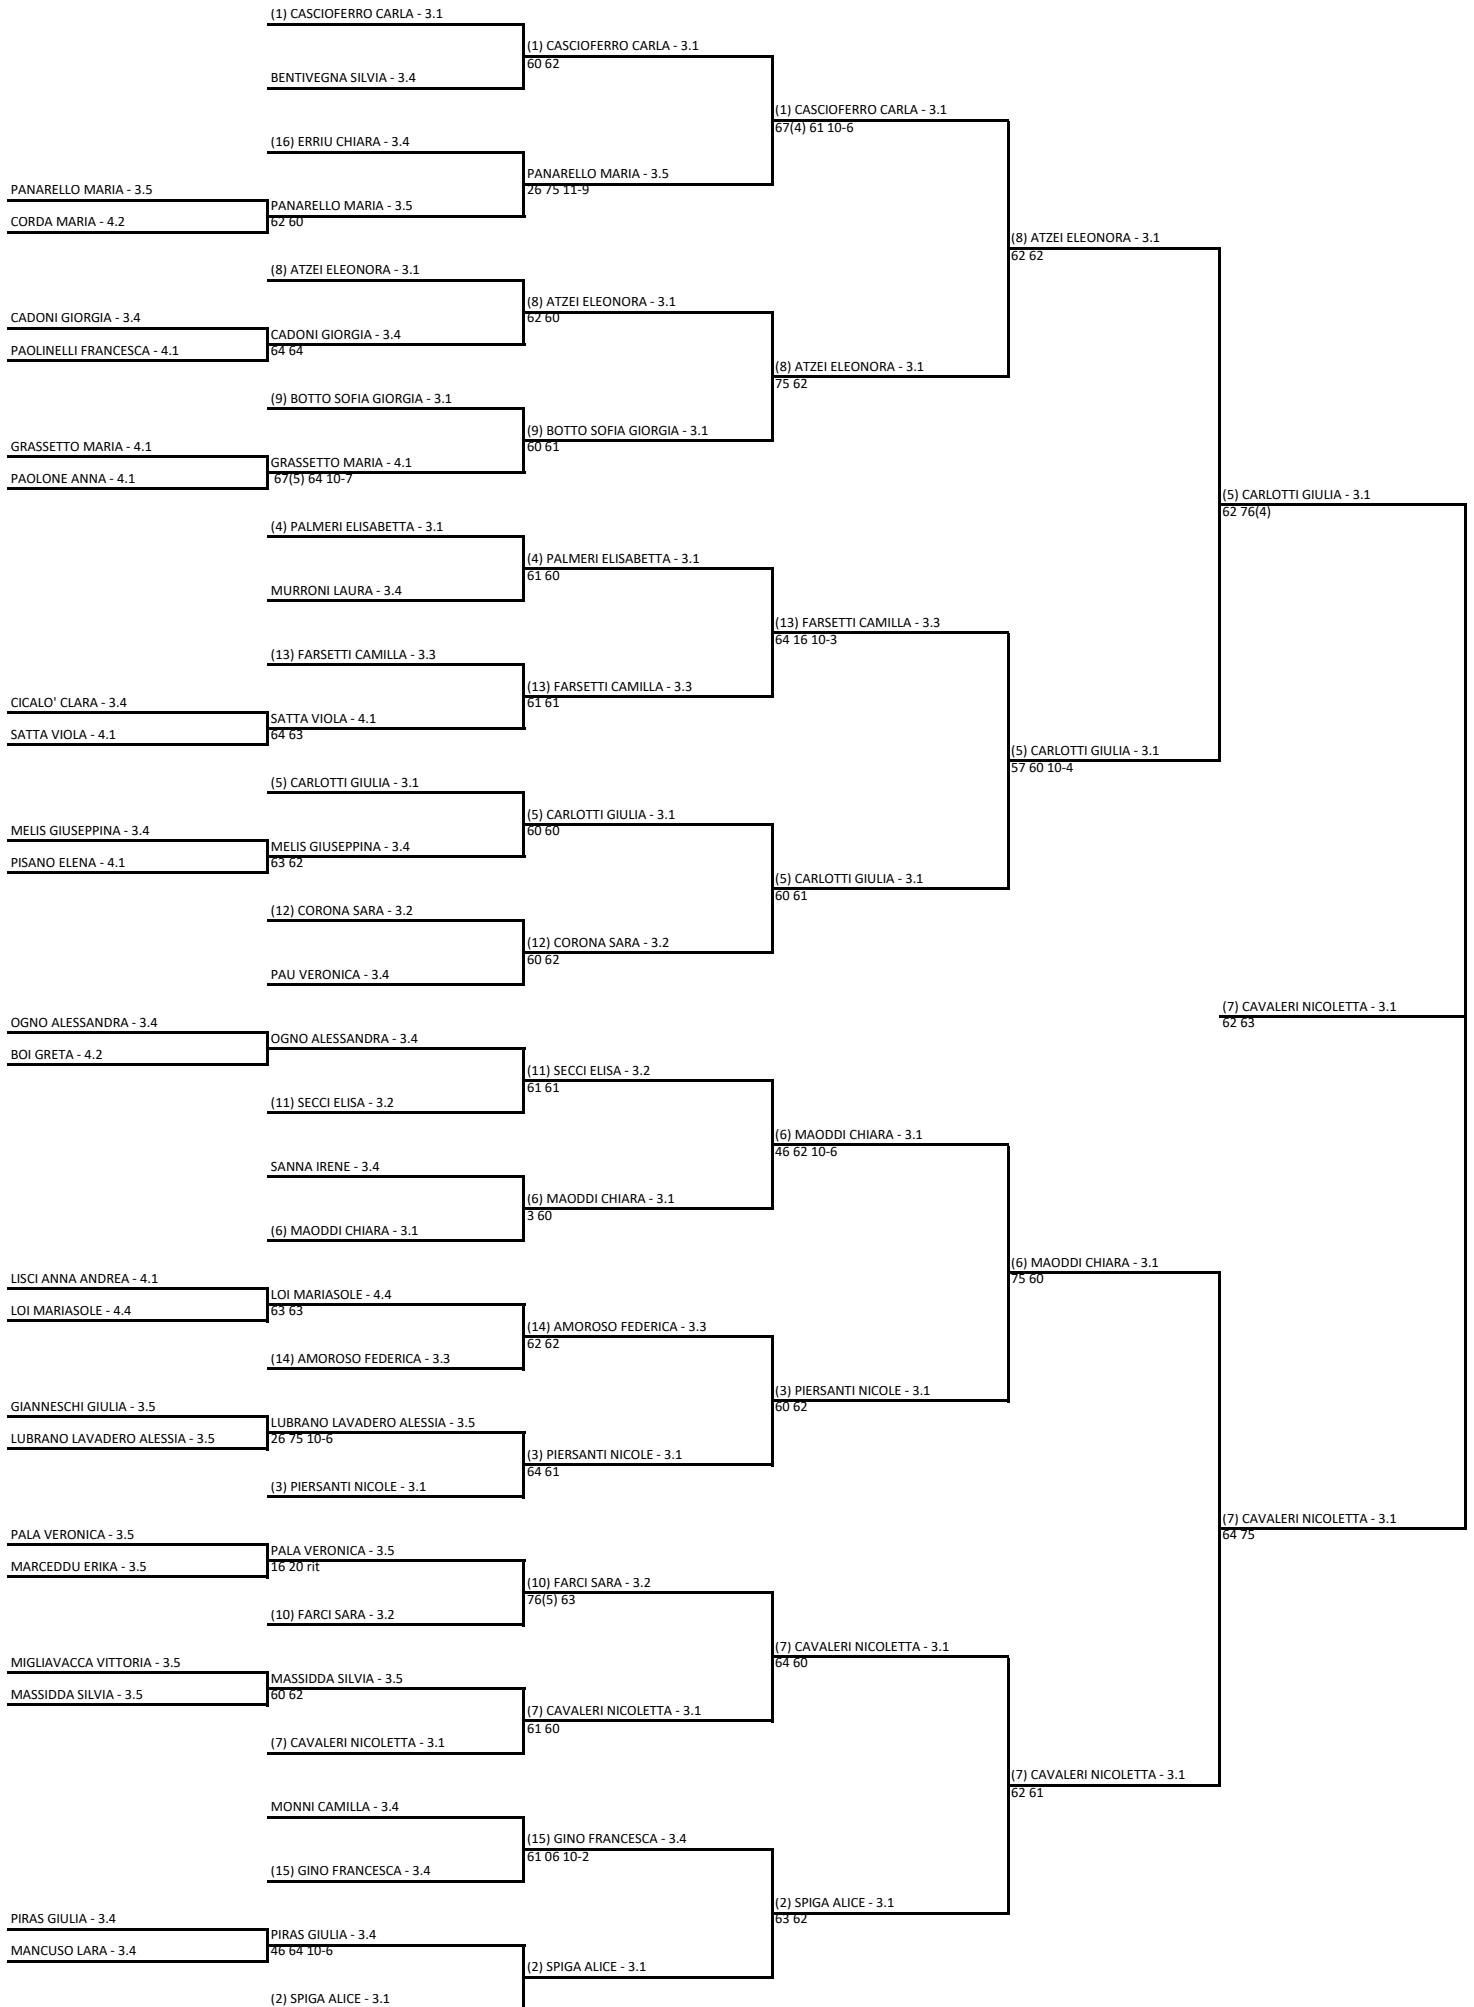 (1) CASCIOFERRO CARLA - 3.1
(1) CASCIOFERRO CARLA - 3.1
60 62
BENTIVEGNA SILVIA - 3.4
(1) CASCIOFERRO CARLA - 3.1
67(4) 61 10-6
(16) ERRIU CHIARA - 3.4
PANARELLO MARIA - 3.5
26 75 11-9
PANARELLO MARIA - 3.5
PANARELLO MARIA - 3.5
62 60
CORDA MARIA - 4.2
(8) ATZEI ELEONORA - 3.1
62 62
(8) ATZEI ELEONORA - 3.1
(8) ATZEI ELEONORA - 3.1
62 60
CADONI GIORGIA - 3.4
CADONI GIORGIA - 3.4
64 64
PAOLINELLI FRANCESCA - 4.1
(8) ATZEI ELEONORA - 3.1
75 62
(9) BOTTO SOFIA GIORGIA - 3.1
(9) BOTTO SOFIA GIORGIA - 3.1
60 61
GRASSETTO MARIA - 4.1
GRASSETTO MARIA - 4.1
67(5) 64 10-7
PAOLONE ANNA - 4.1
(5) CARLOTTI GIULIA - 3.1
62 76(4)
(4) PALMERI ELISABETTA - 3.1
(4) PALMERI ELISABETTA - 3.1
61 60
MURRONI LAURA - 3.4
(13) FARSETTI CAMILLA - 3.3
64 16 10-3
(13) FARSETTI CAMILLA - 3.3
(13) FARSETTI CAMILLA - 3.3
61 61
CICALO' CLARA - 3.4
SATTA VIOLA - 4.1
64 63
SATTA VIOLA - 4.1
(5) CARLOTTI GIULIA - 3.1
57 60 10-4
(5) CARLOTTI GIULIA - 3.1
(5) CARLOTTI GIULIA - 3.1
60 60
MELIS GIUSEPPINA - 3.4
MELIS GIUSEPPINA - 3.4
63 62
PISANO ELENA - 4.1
(5) CARLOTTI GIULIA - 3.1
60 61
(12) CORONA SARA - 3.2
(12) CORONA SARA - 3.2
60 62
PAU VERONICA - 3.4
(7) CAVALERI NICOLETTA - 3.1
62 63
OGNO ALESSANDRA - 3.4
OGNO ALESSANDRA - 3.4
BOI GRETA - 4.2
(11) SECCI ELISA - 3.2
61 61
(11) SECCI ELISA - 3.2
(6) MAODDI CHIARA - 3.1
46 62 10-6
SANNA IRENE - 3.4
(6) MAODDI CHIARA - 3.1
3 60
(6) MAODDI CHIARA - 3.1
(6) MAODDI CHIARA - 3.1
75 60
LISCI ANNA ANDREA - 4.1
LOI MARIASOLE - 4.4
63 63
LOI MARIASOLE - 4.4
(14) AMOROSO FEDERICA - 3.3
62 62
(14) AMOROSO FEDERICA - 3.3
(3) PIERSANTI NICOLE - 3.1
60 62
GIANNESCHI GIULIA - 3.5
LUBRANO LAVADERO ALESSIA - 3.5
26 75 10-6
LUBRANO LAVADERO ALESSIA - 3.5
(3) PIERSANTI NICOLE - 3.1
64 61
(3) PIERSANTI NICOLE - 3.1
(7) CAVALERI NICOLETTA - 3.1
64 75
PALA VERONICA - 3.5
PALA VERONICA - 3.5
16 20 rit
MARCEDDU ERIKA - 3.5
(10) FARCI SARA - 3.2
76(5) 63
(10) FARCI SARA - 3.2
(7) CAVALERI NICOLETTA - 3.1
64 60
MIGLIAVACCA VITTORIA - 3.5
MASSIDDA SILVIA - 3.5
60 62
MASSIDDA SILVIA - 3.5
(7) CAVALERI NICOLETTA - 3.1
61 60
(7) CAVALERI NICOLETTA - 3.1
(7) CAVALERI NICOLETTA - 3.1
62 61
MONNI CAMILLA - 3.4
(15) GINO FRANCESCA - 3.4
61 06 10-2
(15) GINO FRANCESCA - 3.4
(2) SPIGA ALICE - 3.1
63 62
PIRAS GIULIA - 3.4
PIRAS GIULIA - 3.4
46 64 10-6
MANCUSO LARA - 3.4
(2) SPIGA ALICE - 3.1
(2) SPIGA ALICE - 3.1